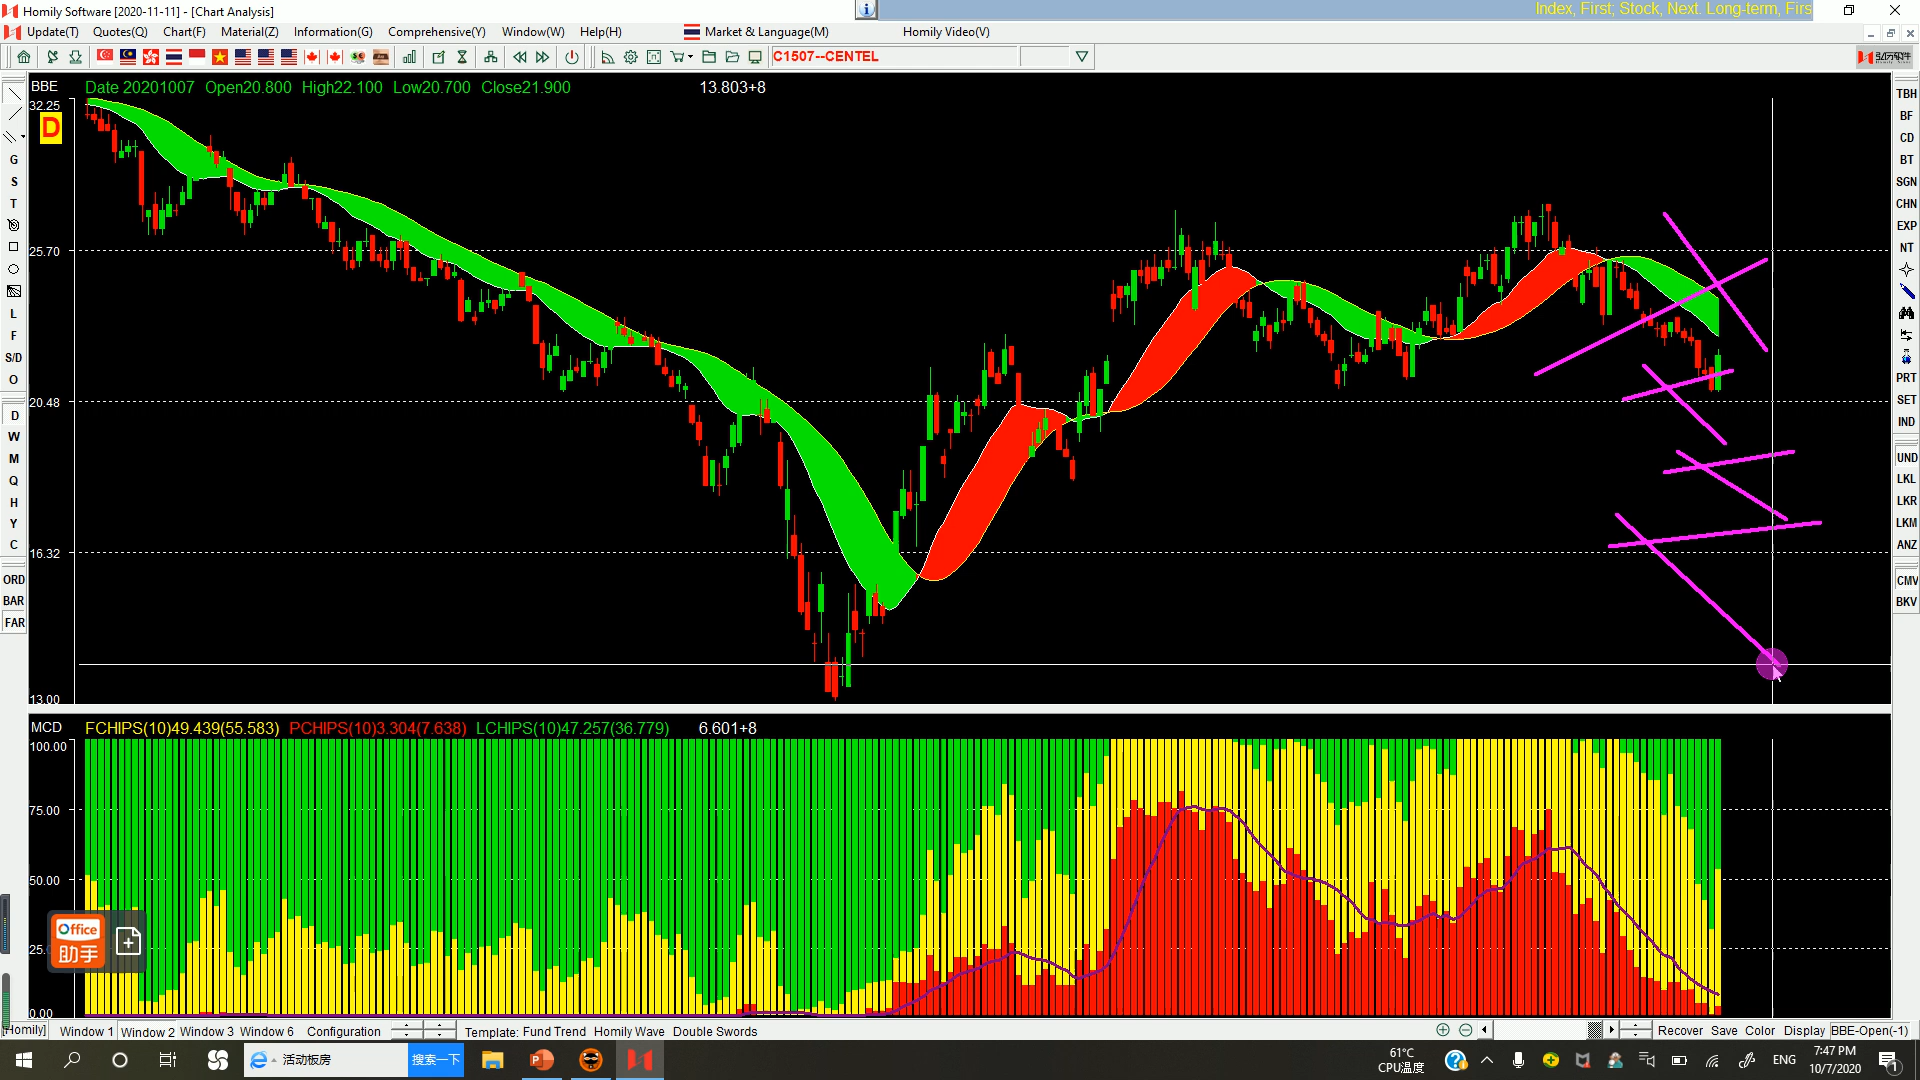 Homily Software [2020-11-11] - [Chart Analysis]
Index, First; Stock, Next. Long-term, Firs
Update(T) Quotes(Q) Chart(F) Material(Z) Information(G) Comprehensive(Y) Window(W) Help(H) Market & Language(M) Homily Video(V)
C1507--CENTEL
BBE Date 20201007 Open20.800 High22.100 Low20.700 Close21.900 13.803+8
32.25
D
25.70
20.48
16.32
13.00
G
S
T
L
F
S/D
O
D
W
M
Q
H
Y
C
ORD
BAR
FAR
TBH
BF
CD
BT
SGN
CHN
EXP
NT
PRT
SET
IND
UND
LKL
LKR
LKM
ANZ
CMV
BKV
MCD FCHIPS(10)49.439(55.583) PCHIPS(10)3.304(7.638) LCHIPS(10)47.257(36.779) 6.601+8
100.00
75.00
50.00
25.
0.00
Office
助手
[Homily] Window 1 Window 2 Window 3 Window 6 Configuration Template: Fund Trend Homily Wave Double Swords Recover Save Color Display BBE-Open(-1)
活动板房 搜索一下
61°C
CPU温度
ENG
7:47 PM
10/7/2020
1